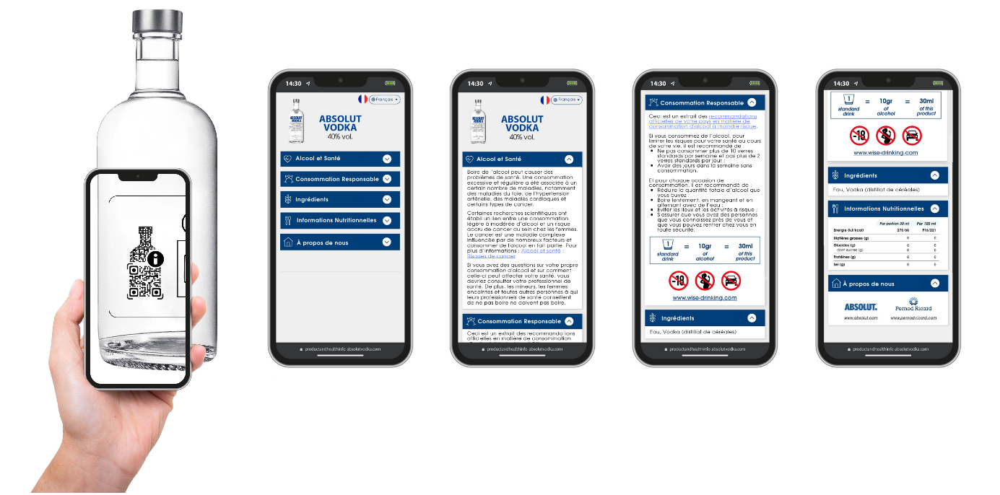 14:30
Français
ABSOLUT
VODKA
40% vol.
Alcool et Santé
Consommation Responsable
Ingrédients
Informations Nutritionnelles
À propos de nous
productandhealthinfo-absolutvodka.com
14:30
Français
ABSOLUT
VODKA
40% vol.
Alcool et Santé
Boire de l'alcool peut causer des
problèmes de santé. Une consommation
excessive et régulière a été associée à un
certain nombre de maladies, notamment
des maladies du foie, de l'hypertension
artérielle, des maladies cardiaques et
certains types de cancer.
Certaines recherches scientifiques ont
établi un lien entre une consommation
légère à modérée d'alcool et un risque
accru de cancer du sein chez les femmes.
Le cancer est une maladie complexe
influencée par de nombreux facteurs et
consommer de l'alcool en fait partie. Pour
plus d'informations : Alcool et santé ;
Risques de cancer
Si vous avez des questions sur votre propre
consommation d'alcool et sur comment
celle-ci peut affecter votre santé, vous
devriez consulter votre professionnel de
santé. De plus, les mineurs, les femmes
enceintes et toutes autres personnes à qui
leurs professionnels de santé conseillent
de ne pas boire ne doivent pas boire.
Consommation Responsable
Ceci est un extrait des recommandations
officielles en matière de consommation
productandhealthinfo-absolutvodka.com
14:30
Consommation Responsable
Ceci est un extrait des recommandations
officielles de votre pays en matière de
consommation d'alcool à moindre risque.
Si vous consommez de l'alcool, pour
limiter les risques pour votre santé au cours
de votre vie, il est recommandé de :
• Ne pas consommer plus de 10 verres
standards par semaine et pas plus de 2
verres standards par jour ;
• Avoir des jours dans la semaine sans
consommation.
Et pour chaque occasion de
consommation, il est recommandé de :
• Réduire la quantité totale d'alcool que
vous buvez ;
• Boire lentement, en mangeant et en
alternant avec de l'eau ;
• Eviter les lieux et les activités à risque ;
• S'assurer que vous avez des personnes
que vous connaissez près de vous et
que vous pouvez rentrer chez vous en
toute sécurité.
1 = 10gr = 30ml
standard of of this
drink alcohol product
-18
www.wise-drinking.com
Ingrédients
Eau, Vodka (distillat de céréales)
productandhealthinfo-absolutvodka.com
14:30
1 = 10gr = 30ml
standard of of this
drink alcohol product
-18
www.wise-drinking.com
Ingrédients
Eau, Vodka (distillat de céréales)
Informations Nutritionnelles
Par portion 30 ml Par 100 ml
Energie (kJ/kcal) 275/66 916/221
Matières grasses (g) 0 0
Glucides (g) 0 0
dont sucres (g) 0 0
Protéines (g) 0 0
Sel (g) 0 0
À propos de nous
ABSOLUT. Pernod Ricard
www.absolut.com www.pernod-ricard.com
productandhealthinfo-absolutvodka.com